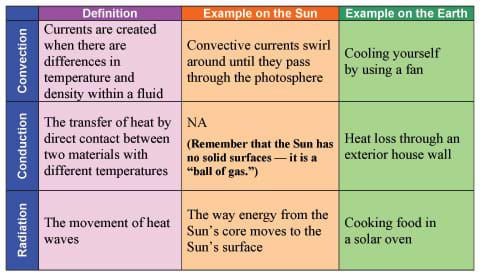 Definition
Example on the Sun
Example on the Earth
Convection
Currents are created
when there are
differences in
temperature and
density within a fluid
Convective currents swirl
around until they pass
through the photosphere
Cooling yourself
by using a fan
Conduction
The transfer of heat by
direct contact between
two materials with
different temperatures
NA
(Remember that the Sun has
no solid surfaces — it is a
“ball of gas.”)
Heat loss through an
exterior house wall
Radiation
The movement of heat
waves
The way energy from the
Sun’s core moves to the
Sun’s surface
Cooking food in
a solar oven